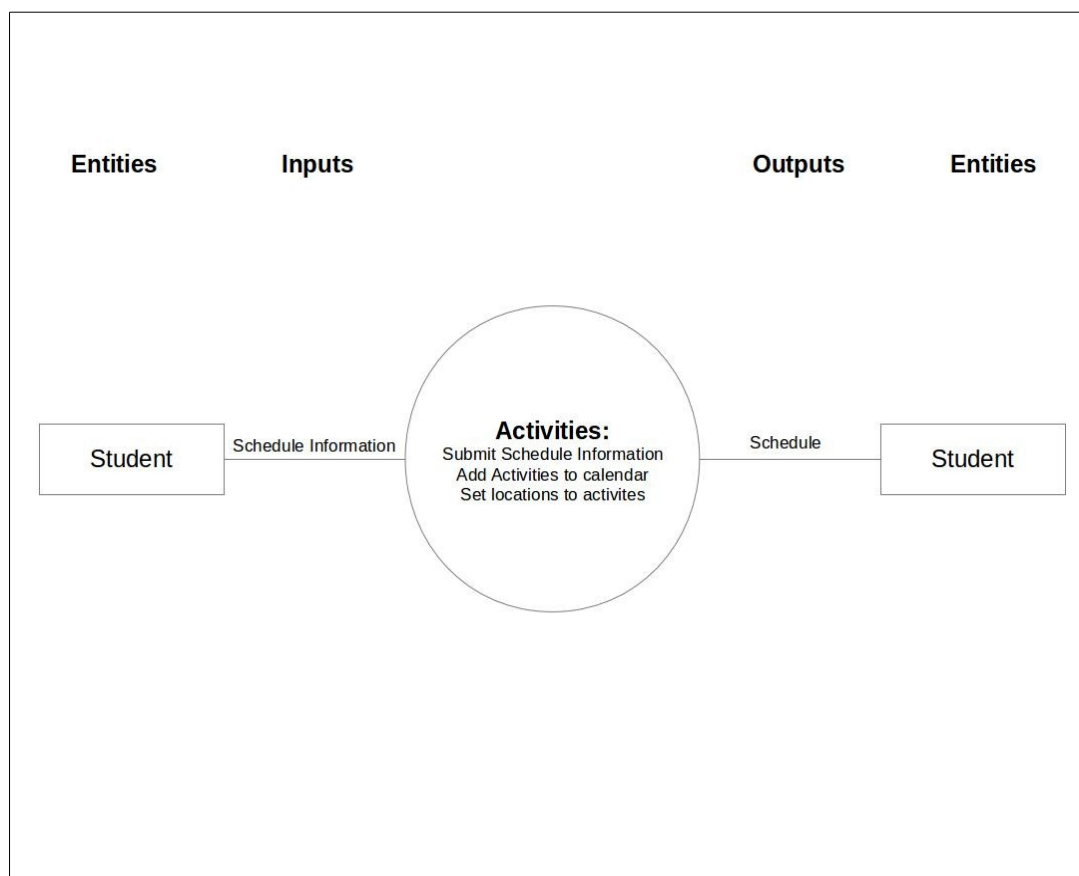 Entities Inputs Outputs Entities
Student
Schedule Information
Activities:
Submit Schedule Information
Add Activities to calendar
Set locations to activites
Schedule
Student